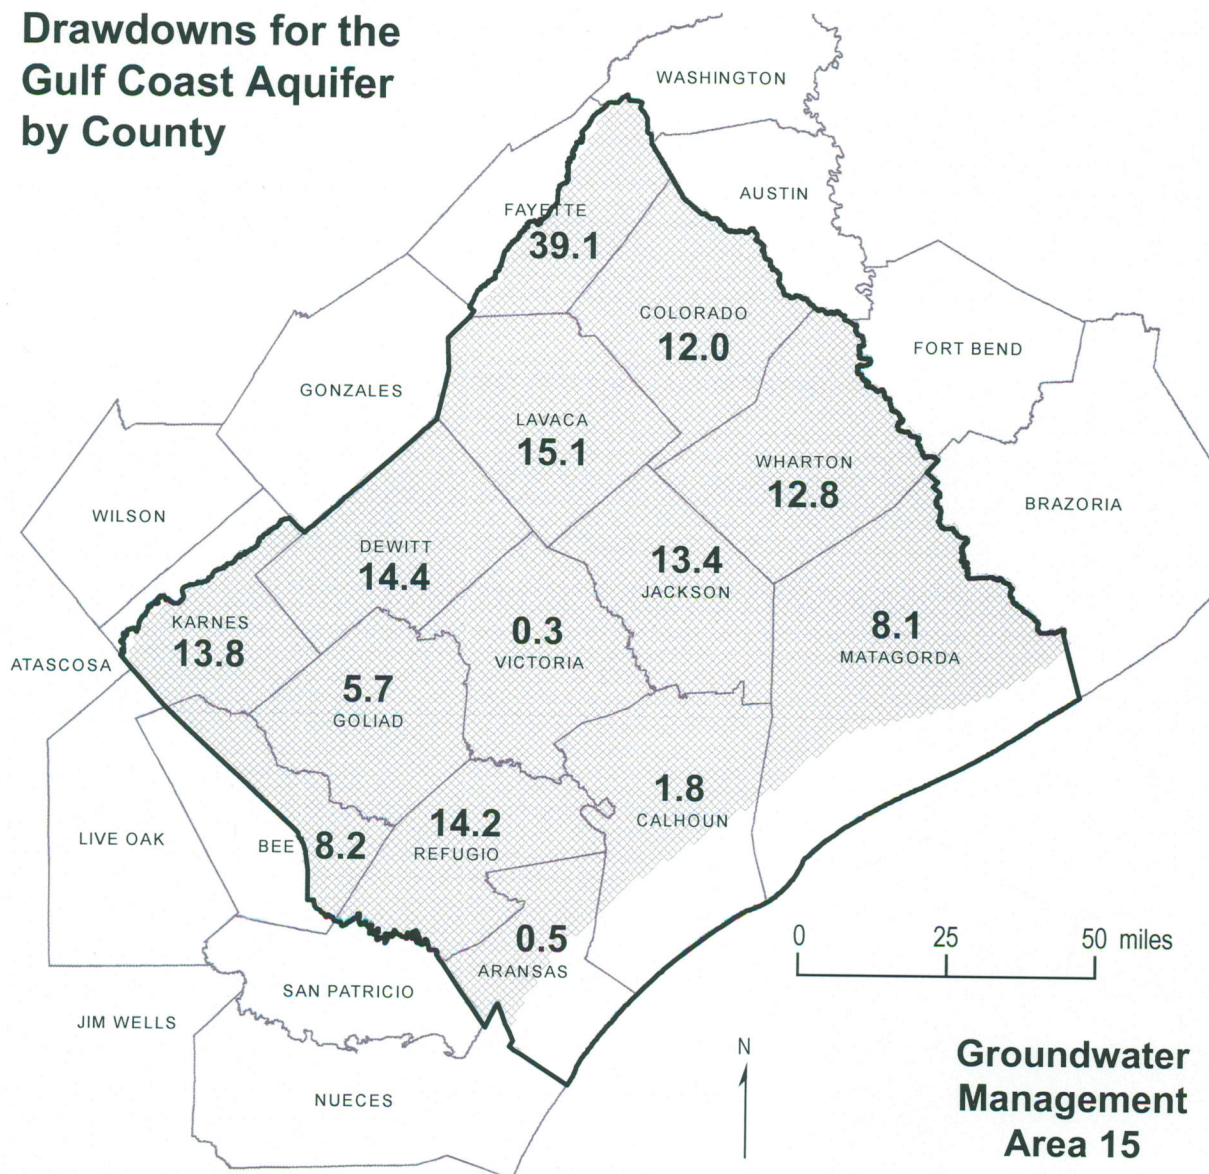 Drawdowns for the
Gulf Coast Aquifer
by County
WASHINGTON
AUSTIN
FAYETTE
39.1
COLORADO
12.0
FORT BEND
GONZALES
LAVACA
15.1
WHARTON
12.8
BRAZORIA
WILSON
DEWITT
14.4
13.4
JACKSON
KARNES
13.8
0.3
VICTORIA
8.1
MATAGORDA
ATASCOSA
5.7
GOLIAD
1.8
CALHOUN
LIVE OAK
BEE 8.2
14.2
REFUGIO
0.5
ARANSAS
0 25 50 miles
SAN PATRICIO
JIM WELLS
NUECES
N
Groundwater
Management
Area 15